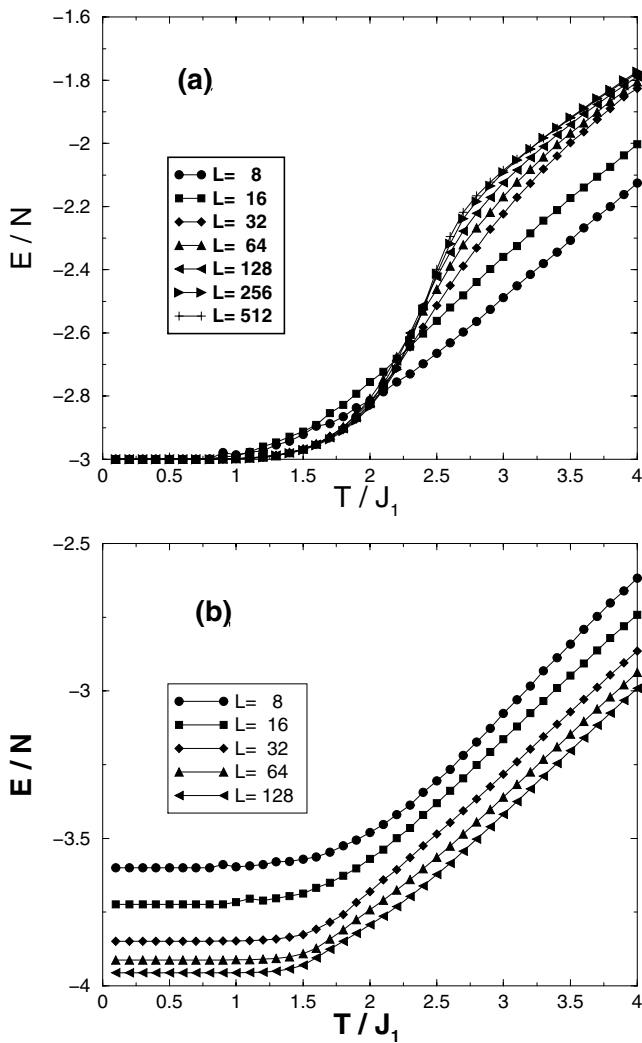 −1.6
(a)
−1.8
−2
L= 8
L= 16
−2.2
L= 32
E / N
L= 64
−2.4
L= 128
L= 256
L= 512
−2.6
−2.8
−3
0 0.5 1 1.5 2 2.5 3 3.5 4
T / J1
−2.5
(b)
L= 8
−3
L= 16
L= 32
E / N
L= 64
L= 128
−3.5
−4
0 0.5 1 1.5 2 2.5 3 3.5 4
T / J1